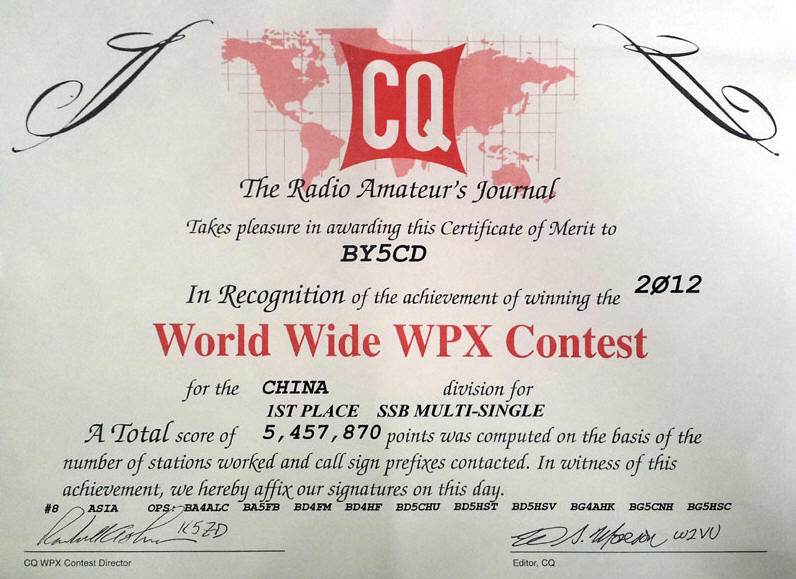 CQ
The Radio Amateur's Journal
Takes pleasure in awarding this Certificate of Merit to
BY5CD
In Recognition of the achievement of winning the 2Ø12
World Wide WPX Contest
for the CHINA division for
1ST PLACE SSB MULTI-SINGLE
A Total score of 5,457,870 points was computed on the basis of the
number of stations worked and call sign prefixes contacted. In witness of this
achievement, we hereby affix our signatures on this day.
#8 ASIA OPS: BA4ALC BA5FB BD4FM BD4HF BD5CHU BD5HST BD5HSV BG4AHK BG5CNH BG5HSC
K5ZD W2VU
CQ WPX Contest Director Editor, CQ